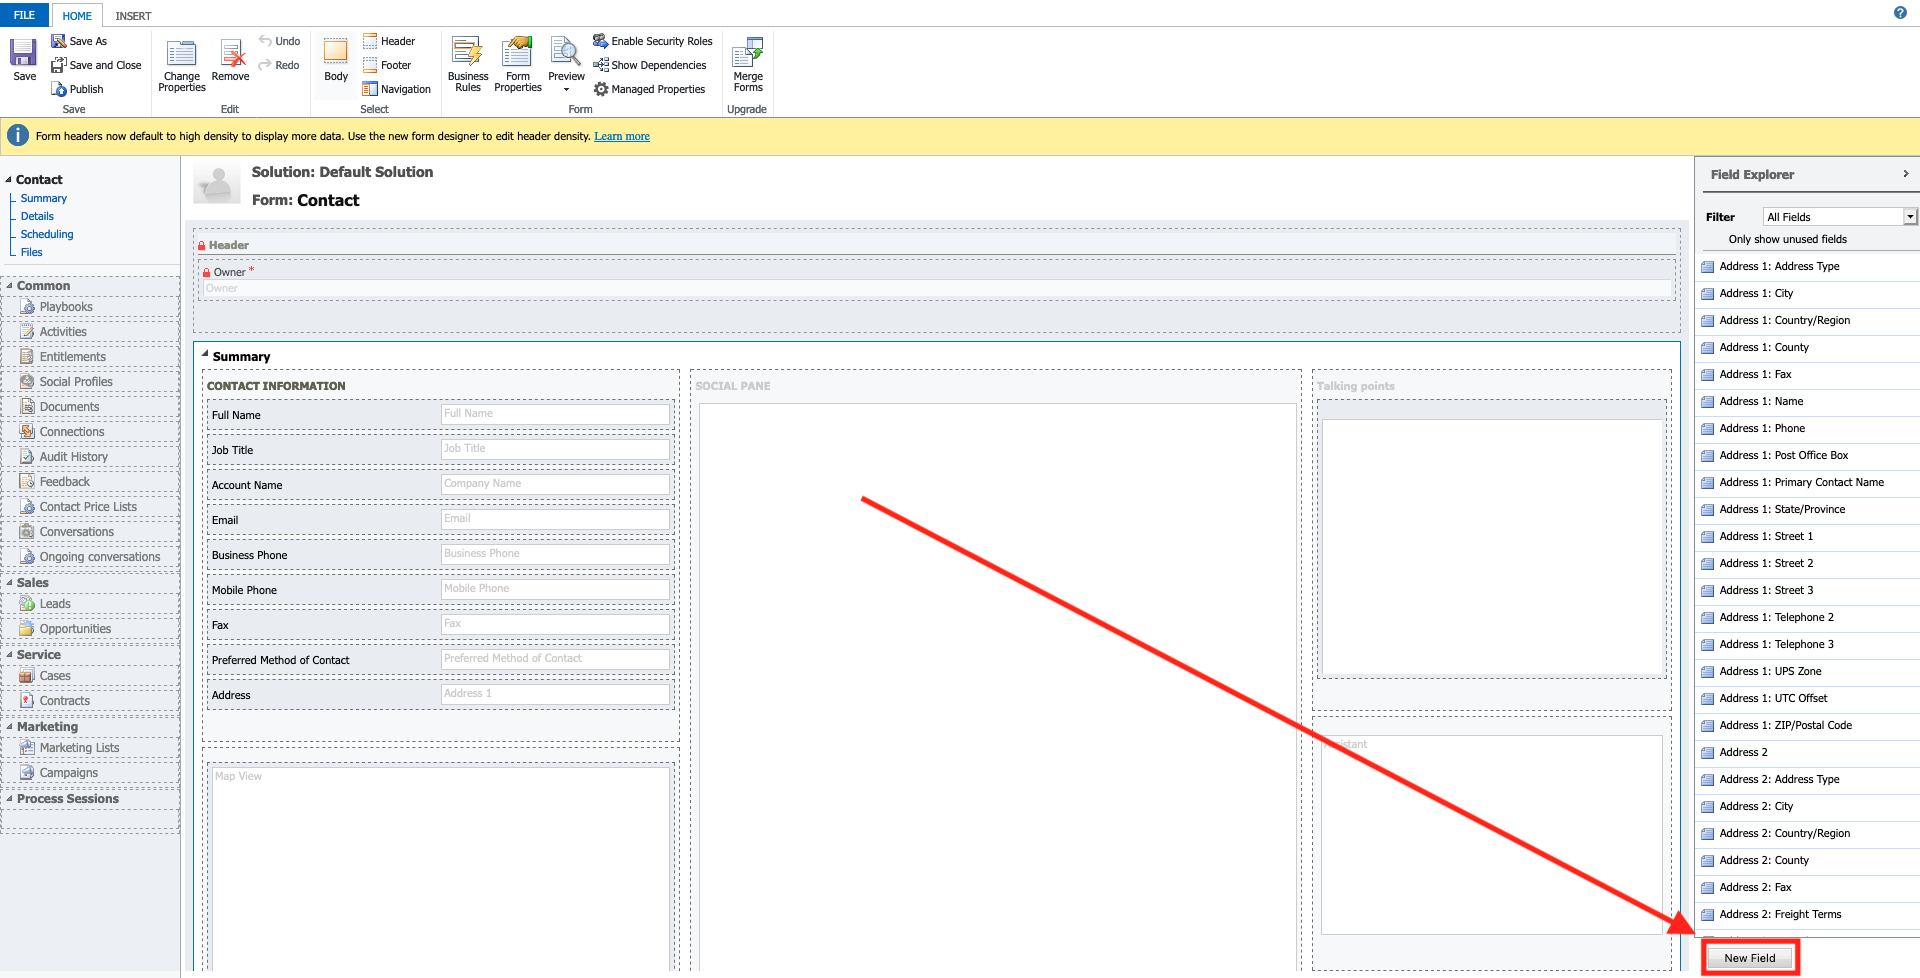 FILE
HOME
INSERT
Save
Save As
Save and Close
Publish
Save
Change Properties
Remove
Undo
Redo
Edit
Body
Header
Footer
Navigation
Select
Business Rules
Form Properties
Preview
Enable Security Roles
Show Dependencies
Managed Properties
Form
Merge Forms
Upgrade
Form headers now default to high density to display more data. Use the new form designer to edit header density. Learn more
Contact
Summary
Details
Scheduling
Files
Common
Playbooks
Activities
Entitlements
Social Profiles
Documents
Connections
Audit History
Feedback
Contact Price Lists
Conversations
Ongoing conversations
Sales
Leads
Opportunities
Service
Cases
Contracts
Marketing
Marketing Lists
Campaigns
Process Sessions
Solution: Default Solution
Form: Contact
Header
Owner *
Owner
Summary
CONTACT INFORMATION
Full Name Full Name
Job Title Job Title
Account Name Company Name
Email Email
Business Phone Business Phone
Mobile Phone Mobile Phone
Fax Fax
Preferred Method of Contact Preferred Method of Contact
Address Address 1
Map View
SOCIAL PANE
Talking points
Field Explorer
Filter All Fields
Only show unused fields
Address 1: Address Type
Address 1: City
Address 1: Country/Region
Address 1: County
Address 1: Fax
Address 1: Name
Address 1: Phone
Address 1: Post Office Box
Address 1: Primary Contact Name
Address 1: State/Province
Address 1: Street 1
Address 1: Street 2
Address 1: Street 3
Address 1: Telephone 2
Address 1: Telephone 3
Address 1: UPS Zone
Address 1: UTC Offset
Address 1: ZIP/Postal Code
Address 2
Address 2: Address Type
Address 2: City
Address 2: Country/Region
Address 2: County
Address 2: Fax
Address 2: Freight Terms
New Field